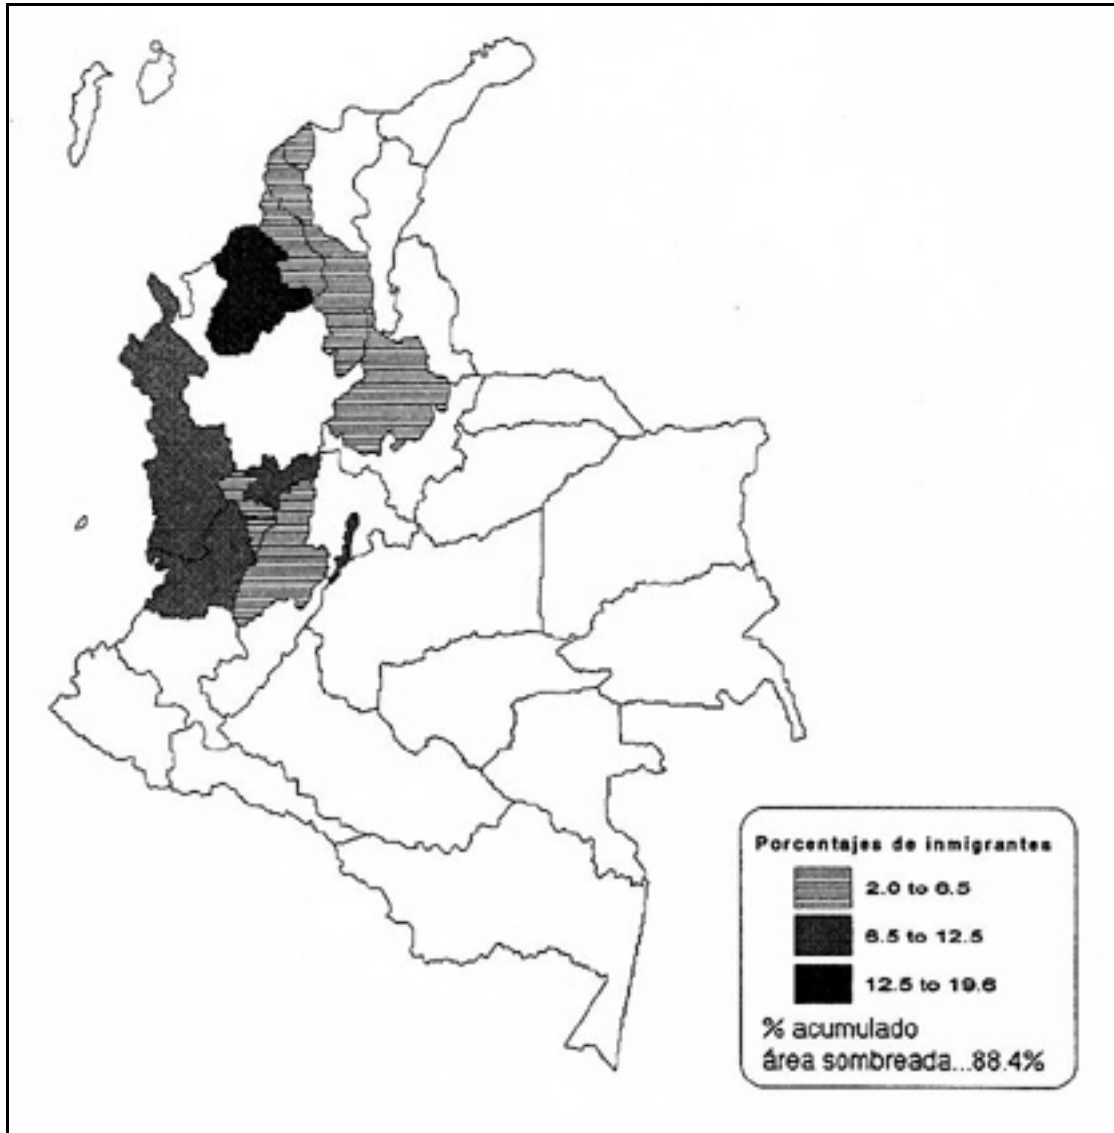 Porcentajes de inmigrantes
2.0 to 6.5
6.5 to 12.5
12.5 to 19.6
% acumulado
área sombreada...88.4%